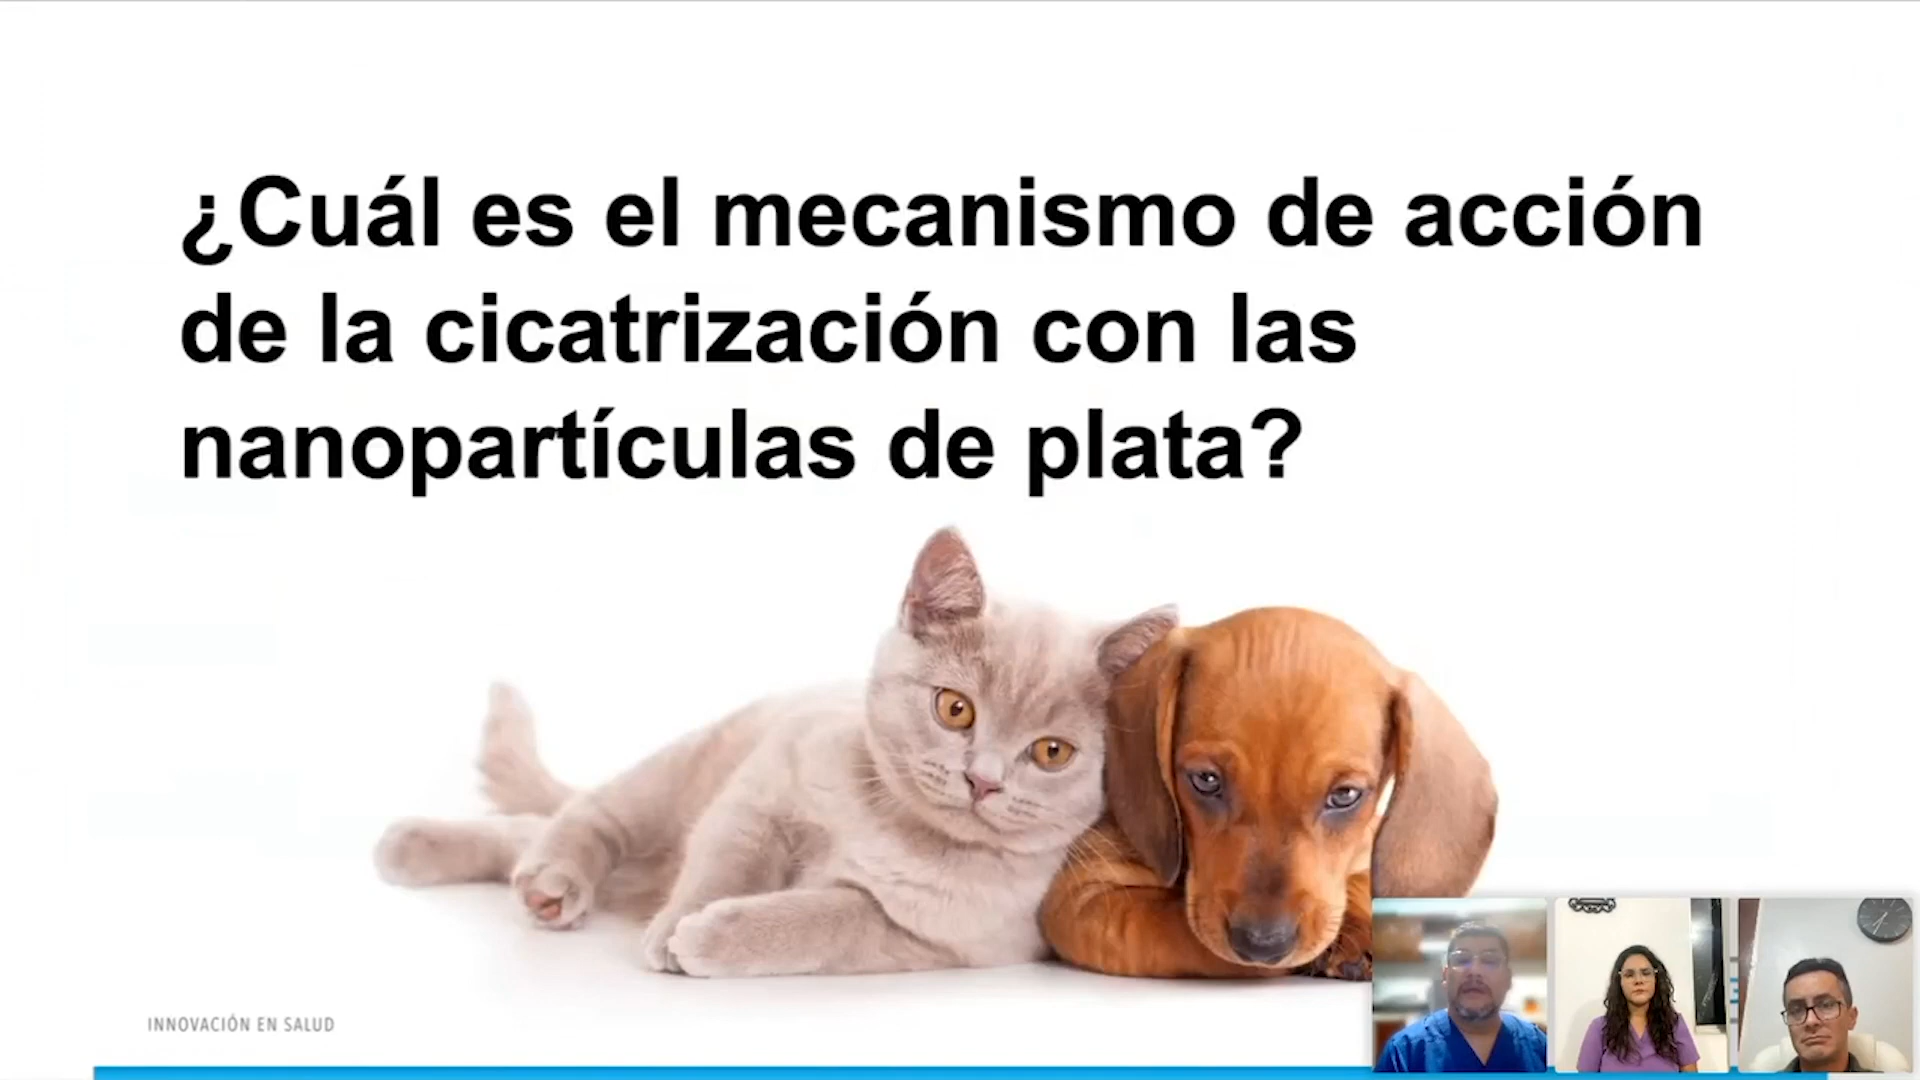 ¿Cuál es el mecanismo de acción
de la cicatrización con las
nanopartículas de plata?
INNOVACIÓN EN SALUD